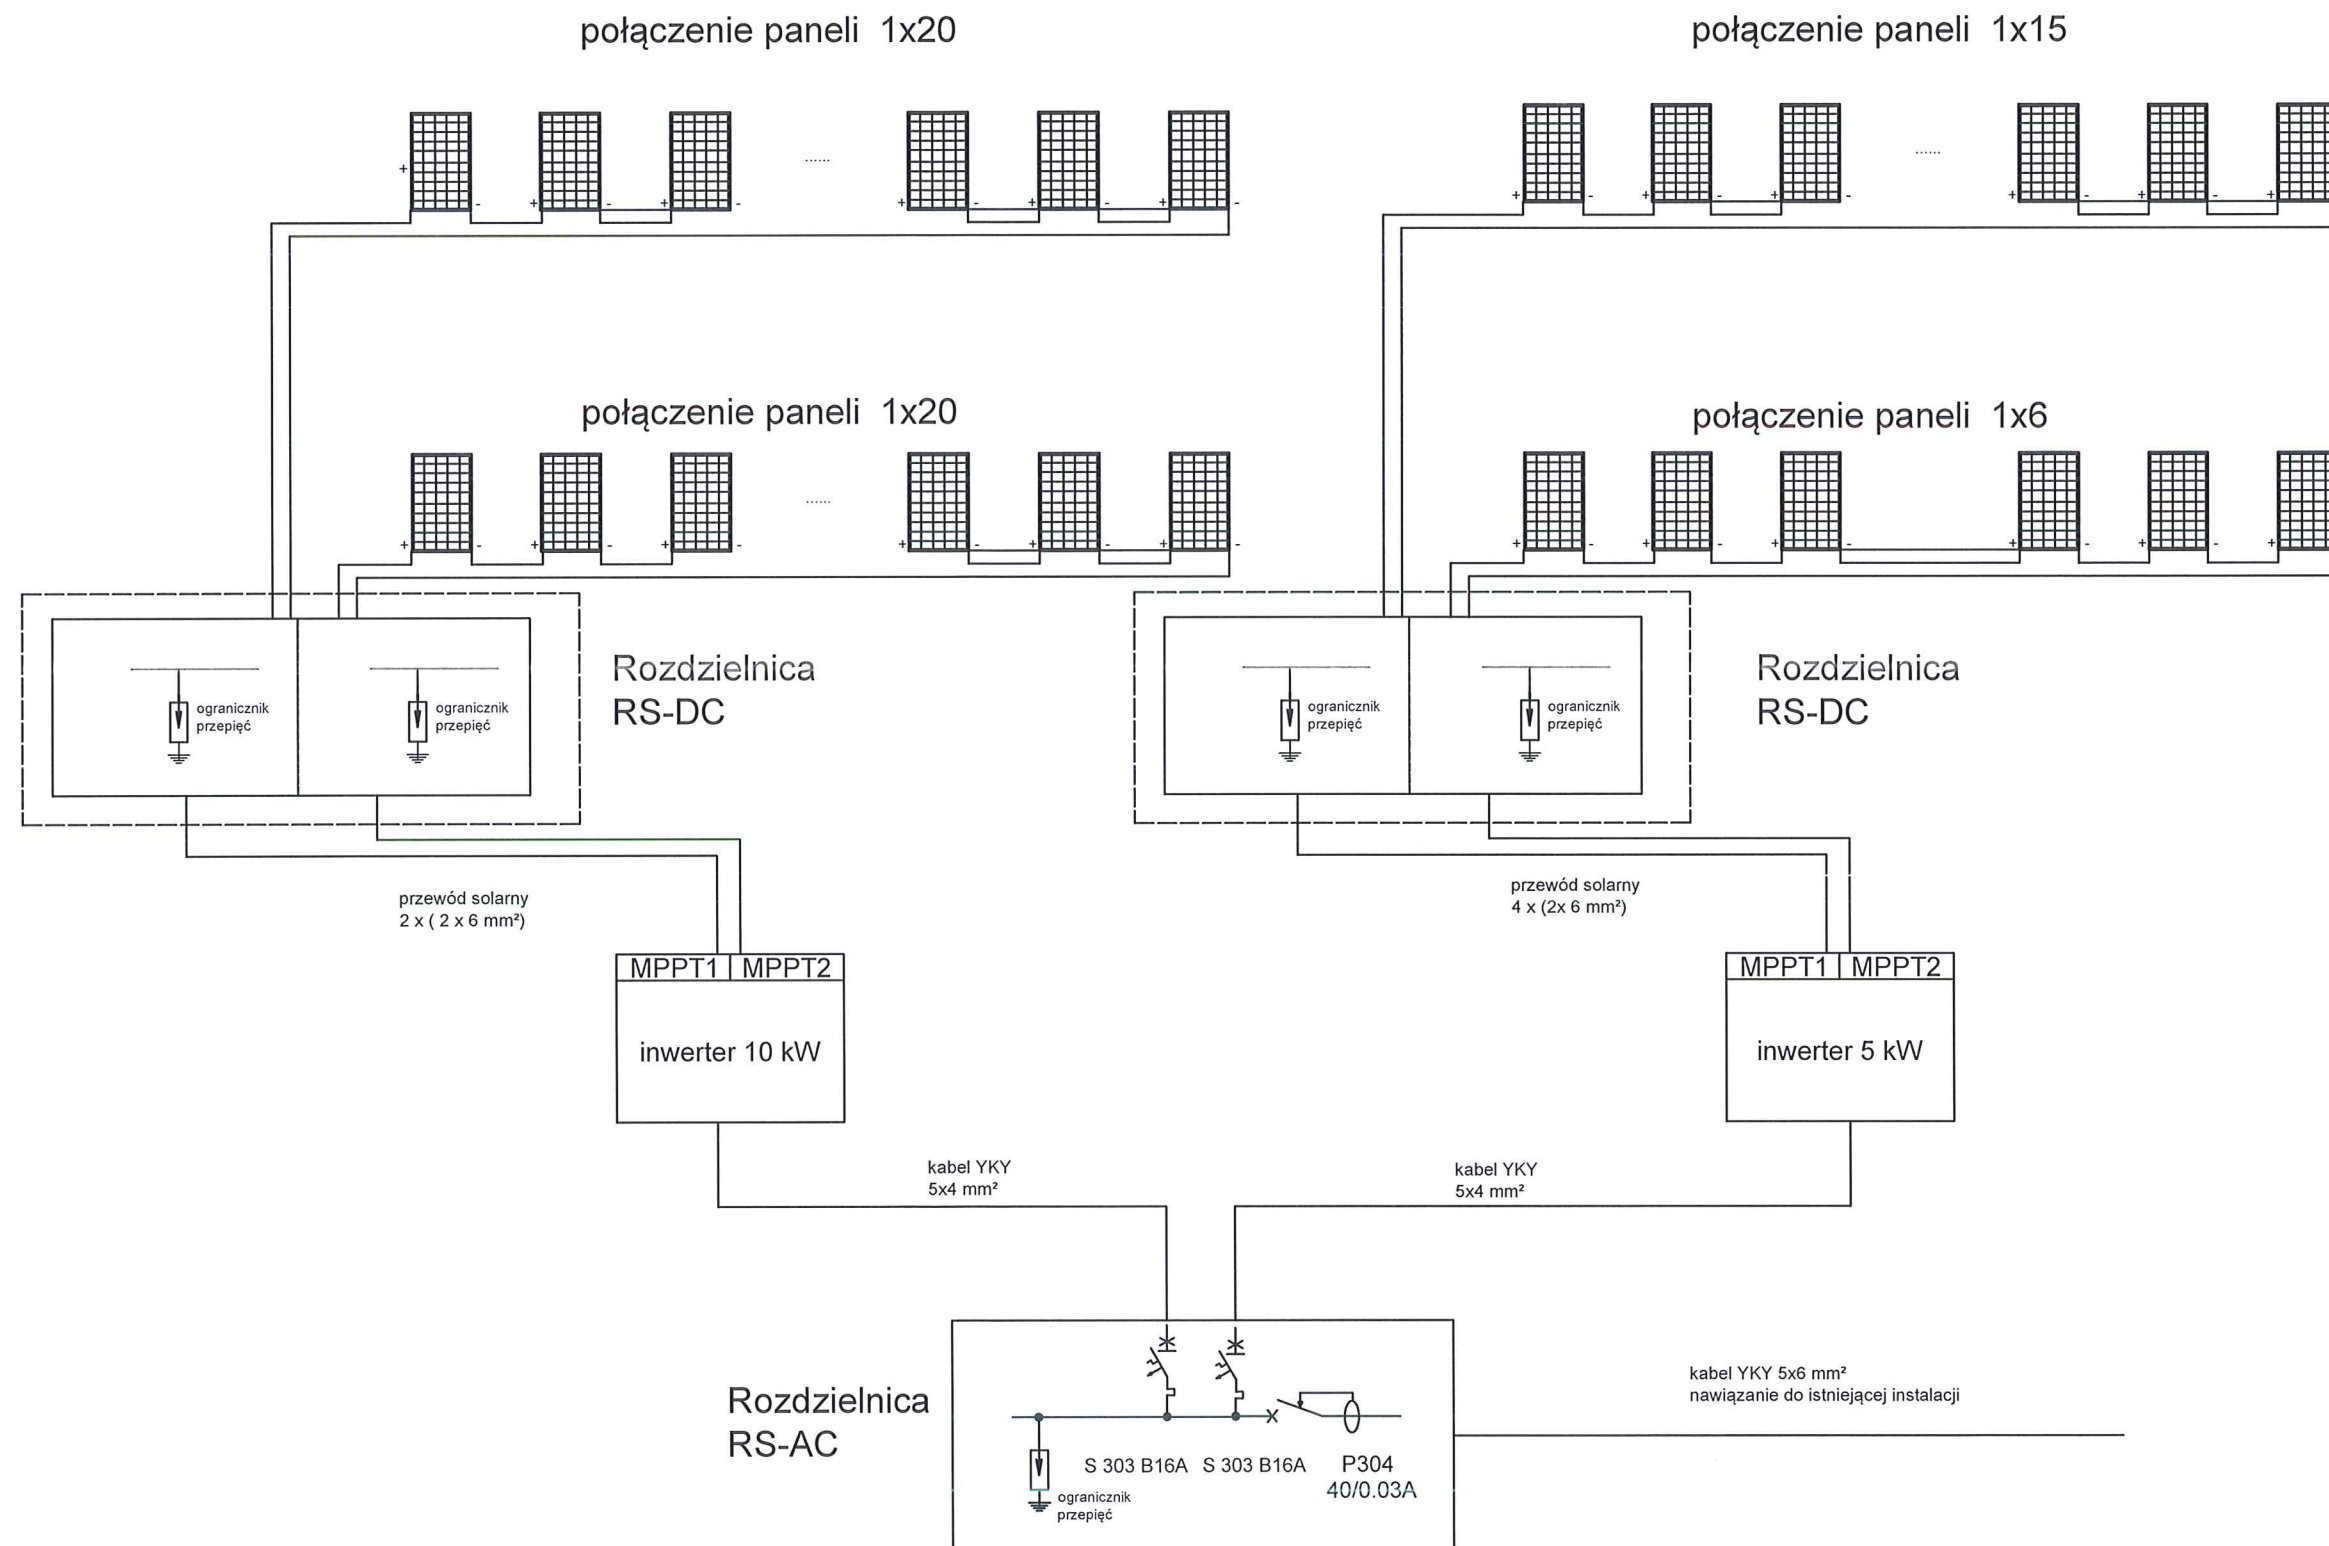 połączenie paneli 1x20
połączenie paneli 1x15
połączenie paneli 1x20
połączenie paneli 1x6
Rozdzielnica
RS-DC
ogranicznik
przepięć
ogranicznik
przepięć
Rozdzielnica
RS-DC
ogranicznik
przepięć
ogranicznik
przepięć
przewód solarny
2 x ( 2 x 6 mm²)
przewód solarny
4 x (2x 6 mm²)
MPPT1 MPPT2
inwerter 10 kW
MPPT1 MPPT2
inwerter 5 kW
kabel YKY
5x4 mm²
kabel YKY
5x4 mm²
Rozdzielnica
RS-AC
kabel YKY 5x6 mm²
nawiązanie do istniejącej instalacji
S 303 B16A S 303 B16A P304
40/0.03A
ogranicznik
przepięć